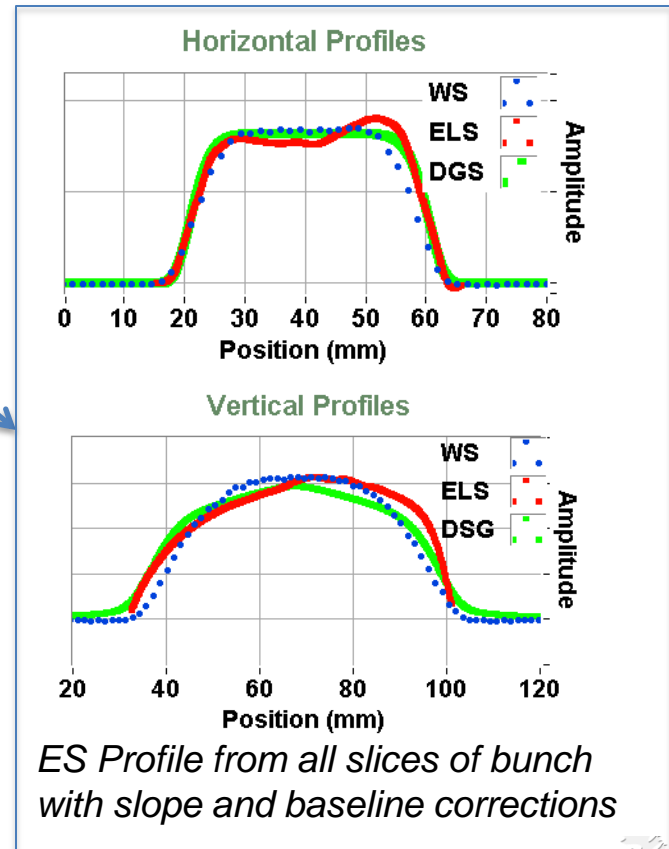 Horizontal Profiles
WS
ELS
DGS
Amplitude
0 10 20 30 40 50 60 70 80
Position (mm)
Vertical Profiles
WS
ELS
DSG
Amplitude
20 40 60 80 100 120
Position (mm)
ES Profile from all slices of bunch
with slope and baseline corrections